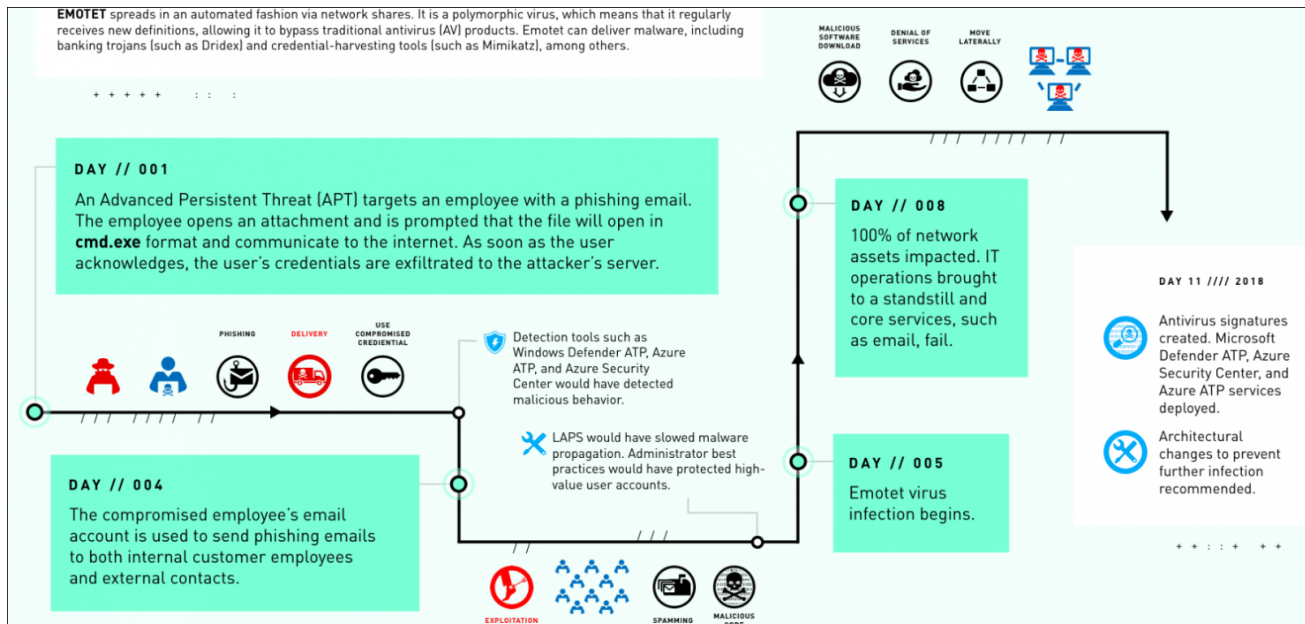 EMOTET spreads in an automated fashion via network shares. It is a polymorphic virus, which means that it regularly
receives new definitions, allowing it to bypass traditional antivirus (AV) products. Emotet can deliver malware, including
banking trojans (such as Dridex) and credential-harvesting tools (such as Mimikatz), among others.
+ + + + + : : :
MALICIOUS
SOFTWARE
DOWNLOAD
DENIAL OF
SERVICES
MOVE
LATERALLY
DAY // 001
An Advanced Persistent Threat (APT) targets an employee with a phishing email.
The employee opens an attachment and is prompted that the file will open in
cmd.exe format and communicate to the internet. As soon as the user
acknowledges, the user's credentials are exfiltrated to the attacker's server.
PHISHING
DELIVERY
USE
COMPROMISED
CREDENTIAL
Detection tools such as
Windows Defender ATP, Azure
ATP, and Azure Security
Center would have detected
malicious behavior.
LAPS would have slowed malware
propagation. Administrator best
practices would have protected high-
value user accounts.
DAY // 004
The compromised employee's email
account is used to send phishing emails
to both internal customer employees
and external contacts.
EXPLOITATION
SPAMMING
MALICIOUS
CODE
DAY // 005
Emotet virus
infection begins.
DAY // 008
100% of network
assets impacted. IT
operations brought
to a standstill and
core services, such
as email, fail.
DAY 11 //// 2018
Antivirus signatures
created. Microsoft
Defender ATP, Azure
Security Center, and
Azure ATP services
deployed.
Architectural
changes to prevent
further infection
recommended.
+ + : : + + +